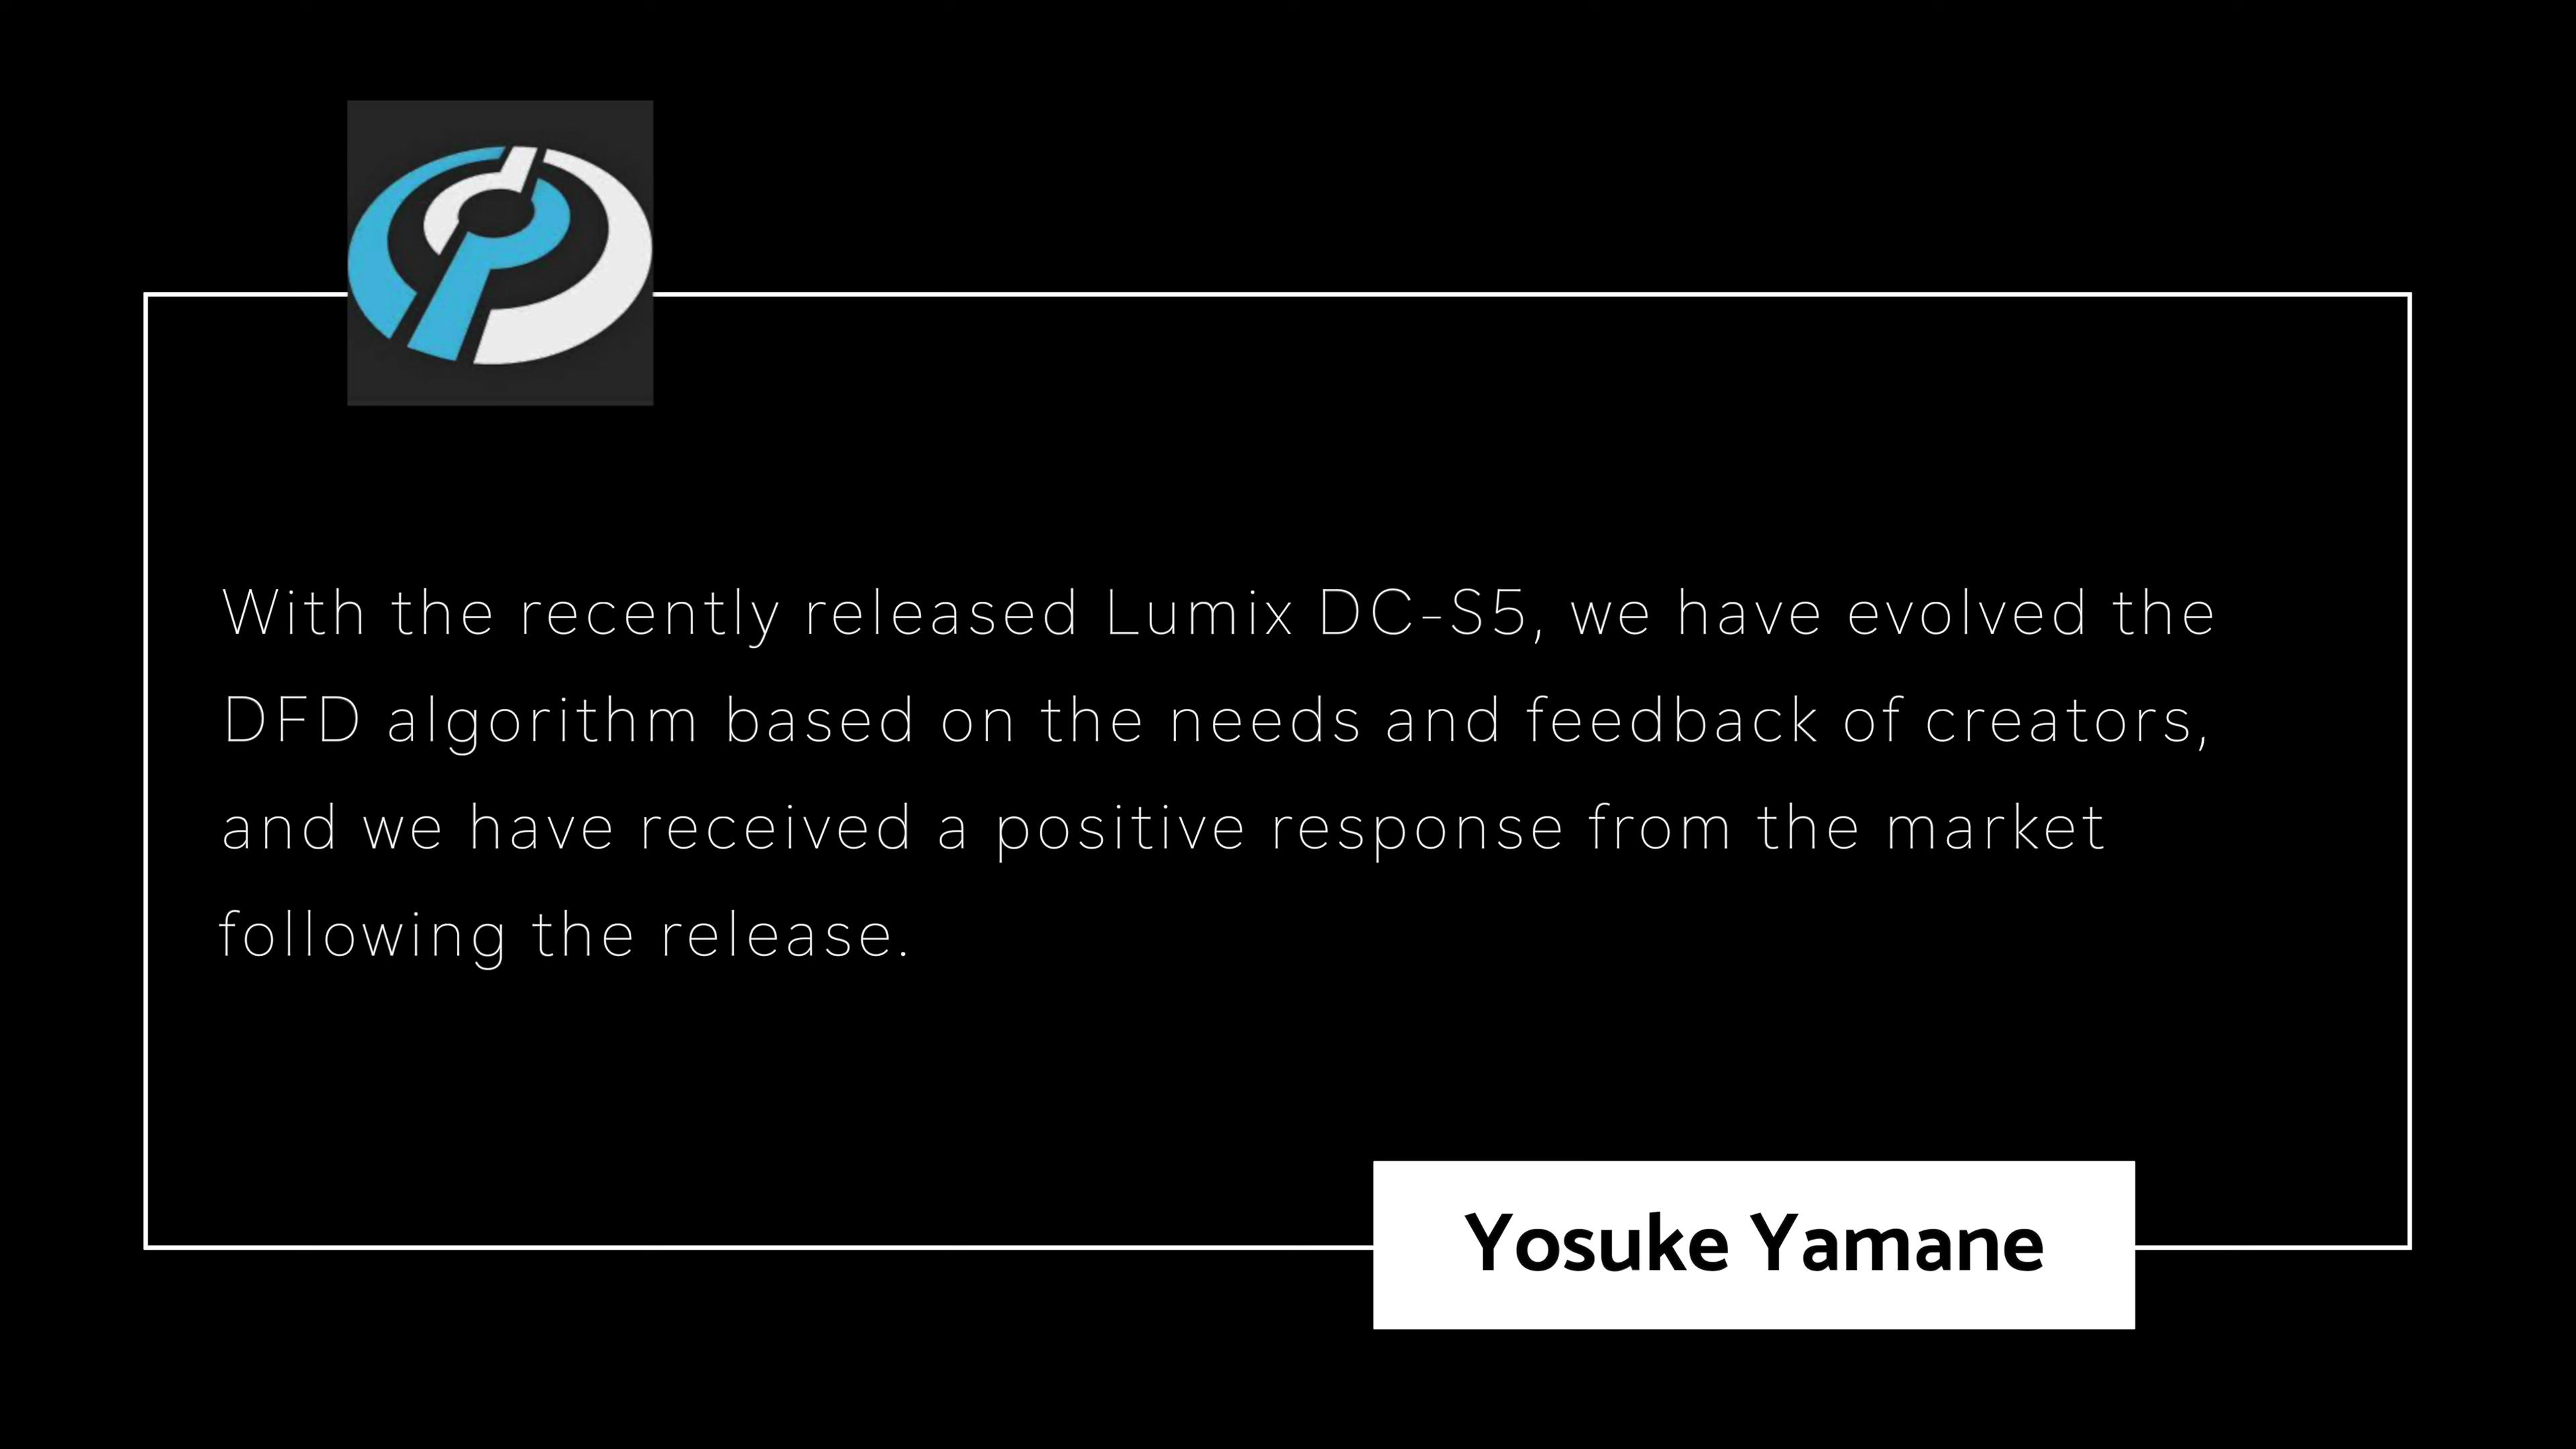 With the recently released Lumix DC-S5, we have evolved the
DFD algorithm based on the needs and feedback of creators,
and we have received a positive response from the market
following the release.
Yosuke Yamane